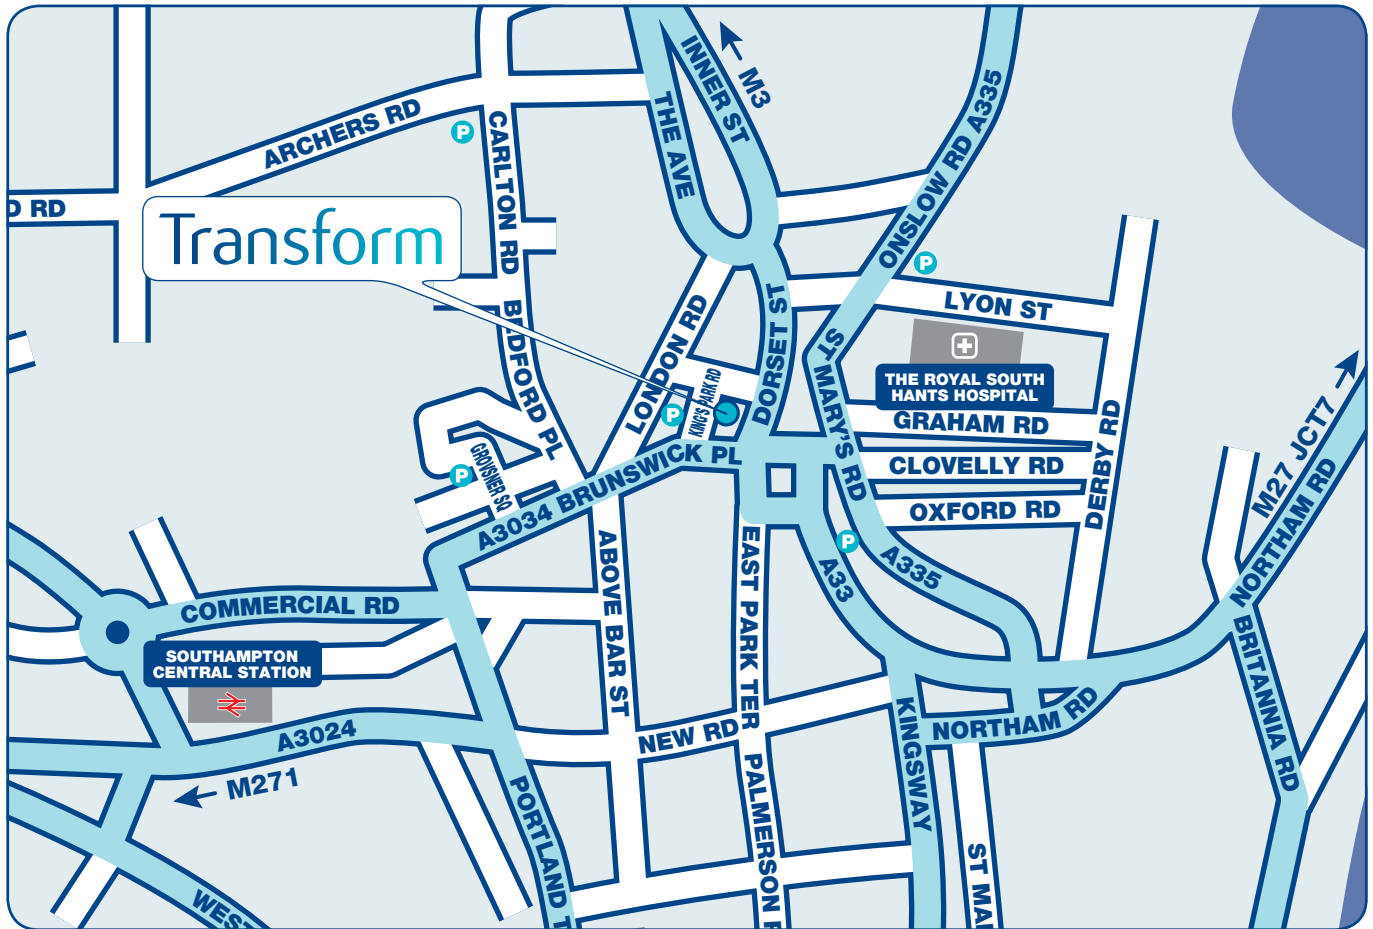 INNER ST
M3
THE AVE
ONSLOW RD A335
ARCHERS RD
P
CARLTON RD
D RD
Transform
P
LYON ST
DORSET ST
BEDFORD PL
LONDON RD
ST MARY'S RD
THE ROYAL SOUTH
HANTS HOSPITAL
KING'S PARK RD
P
GRAHAM RD
DERBY RD
M27 JCT7
NORTHAM RD
GROVSNER SQ
P
A3034 BRUNSWICK PL
CLOVELLY RD
OXFORD RD
P
A33
A335
ABOVE BAR ST
EAST PARK TER
COMMERCIAL RD
SOUTHAMPTON
CENTRAL STATION
BRITANNIA RD
A3024
NEW RD
KINGSWAY
NORTHAM RD
M271
PORTLAND T
PALMERSON R
ST MA
WEST